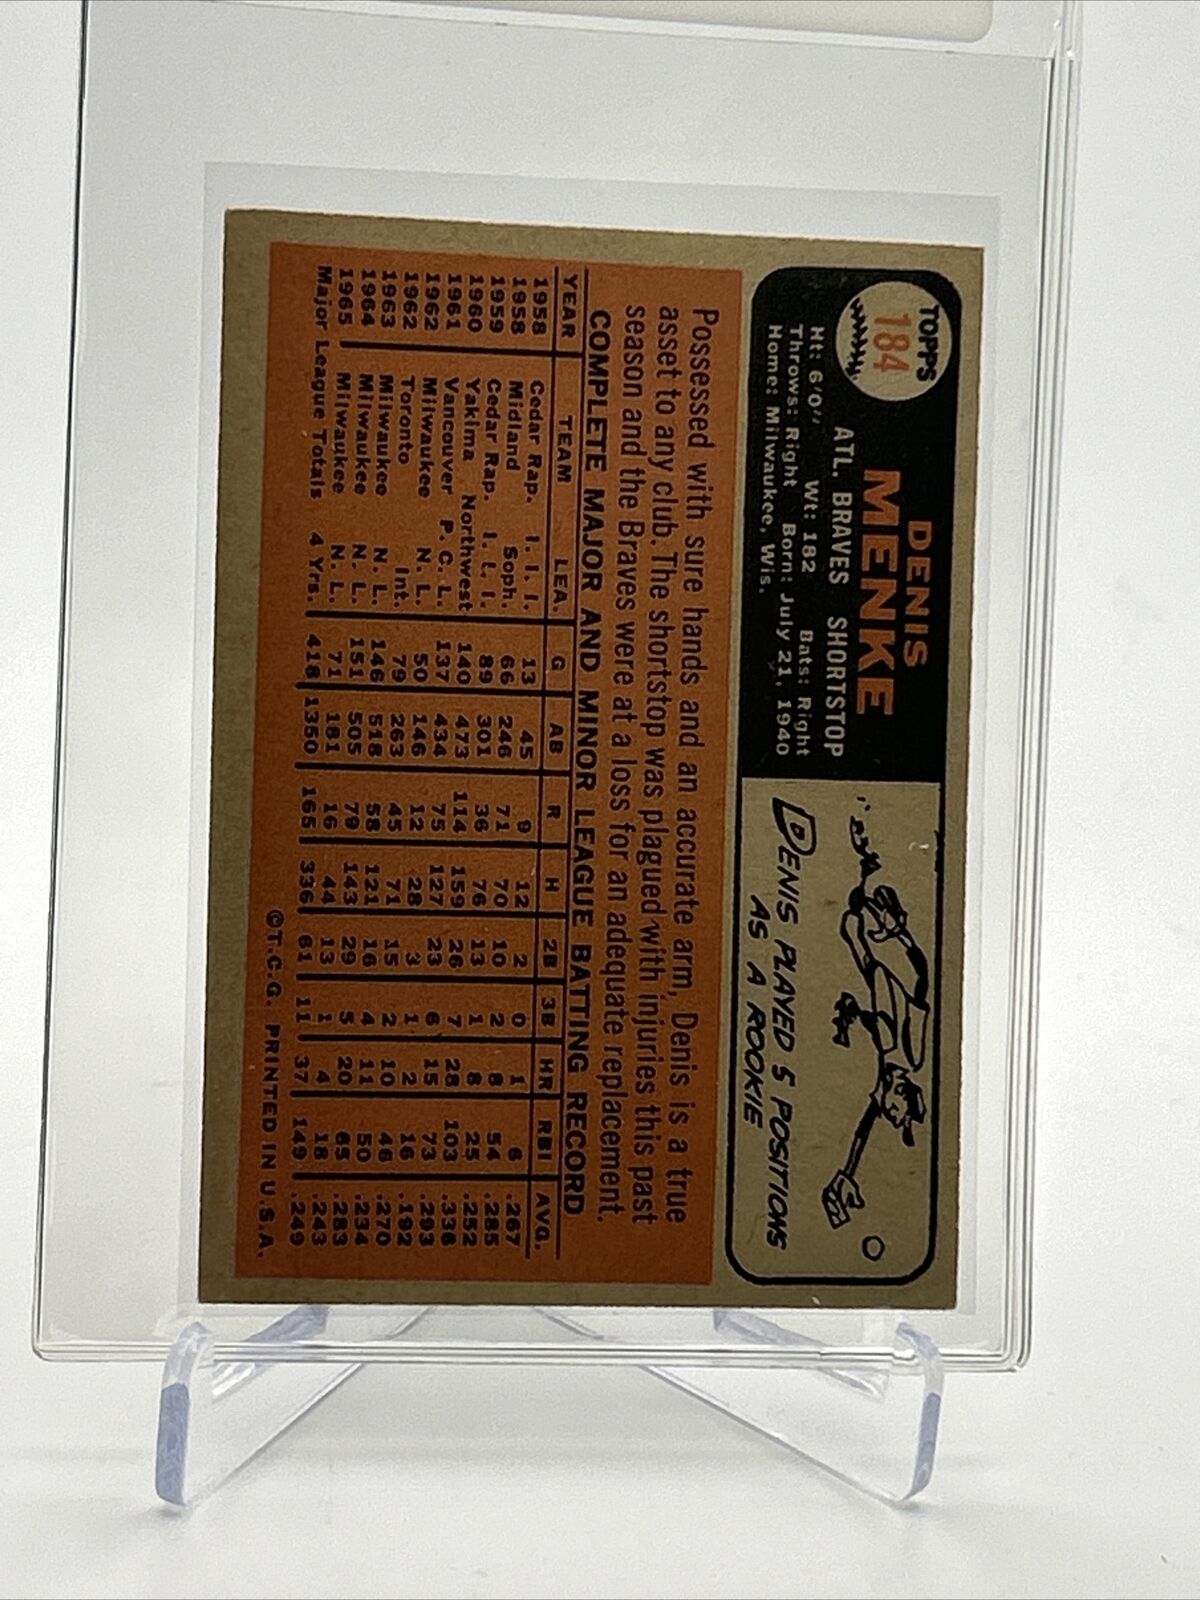 TOPPS
184
DENIS
MENKE
ATL. BRAVES SHORTSTOP
Ht: 6'0" Wt: 182 Bats: Right
Throws: Right Born: July 21, 1940
Home: Milwaukee, Wis.
DENIS PLAYED 5 POSITIONS
AS A ROOKIE
Possessed with sure hands and an accurate arm, Denis is a true
asset to any club. The shortstop was plagued with injuries this past
season and the Braves were at a loss for an adequate replacement.
COMPLETE MAJOR AND MINOR LEAGUE BATTING RECORD
YEAR TEAM LEA. G AB R H 2B 3B HR RBI AVG.
1958 Cedar Rap. I. I. I. 13 45 9 12 2 0 1 6 .267
1958 Midland Soph. 66 246 71 70 10 2 8 54 .285
1959 Cedar Rap. I. I. I. 89 301 36 76 13 1 8 25 .252
1960 Yakima Northwest 140 473 114 159 26 7 28 103 .336
1961 Vancouver P. C. L. 137 434 75 127 23 6 15 73 .293
1962 Milwaukee N. L. 50 146 12 28 3 1 2 16 .192
1962 Toronto Int. 79 263 45 71 15 2 10 46 .270
1963 Milwaukee N. L. 146 518 58 121 16 4 11 50 .234
1964 Milwaukee N. L. 151 505 79 143 29 5 20 65 .283
1965 Milwaukee N. L. 71 181 16 44 13 1 4 18 .243
Major League Totals 4 Yrs. 418 1350 165 336 61 11 37 149 .249
©T.C.G. PRINTED IN U.S.A.